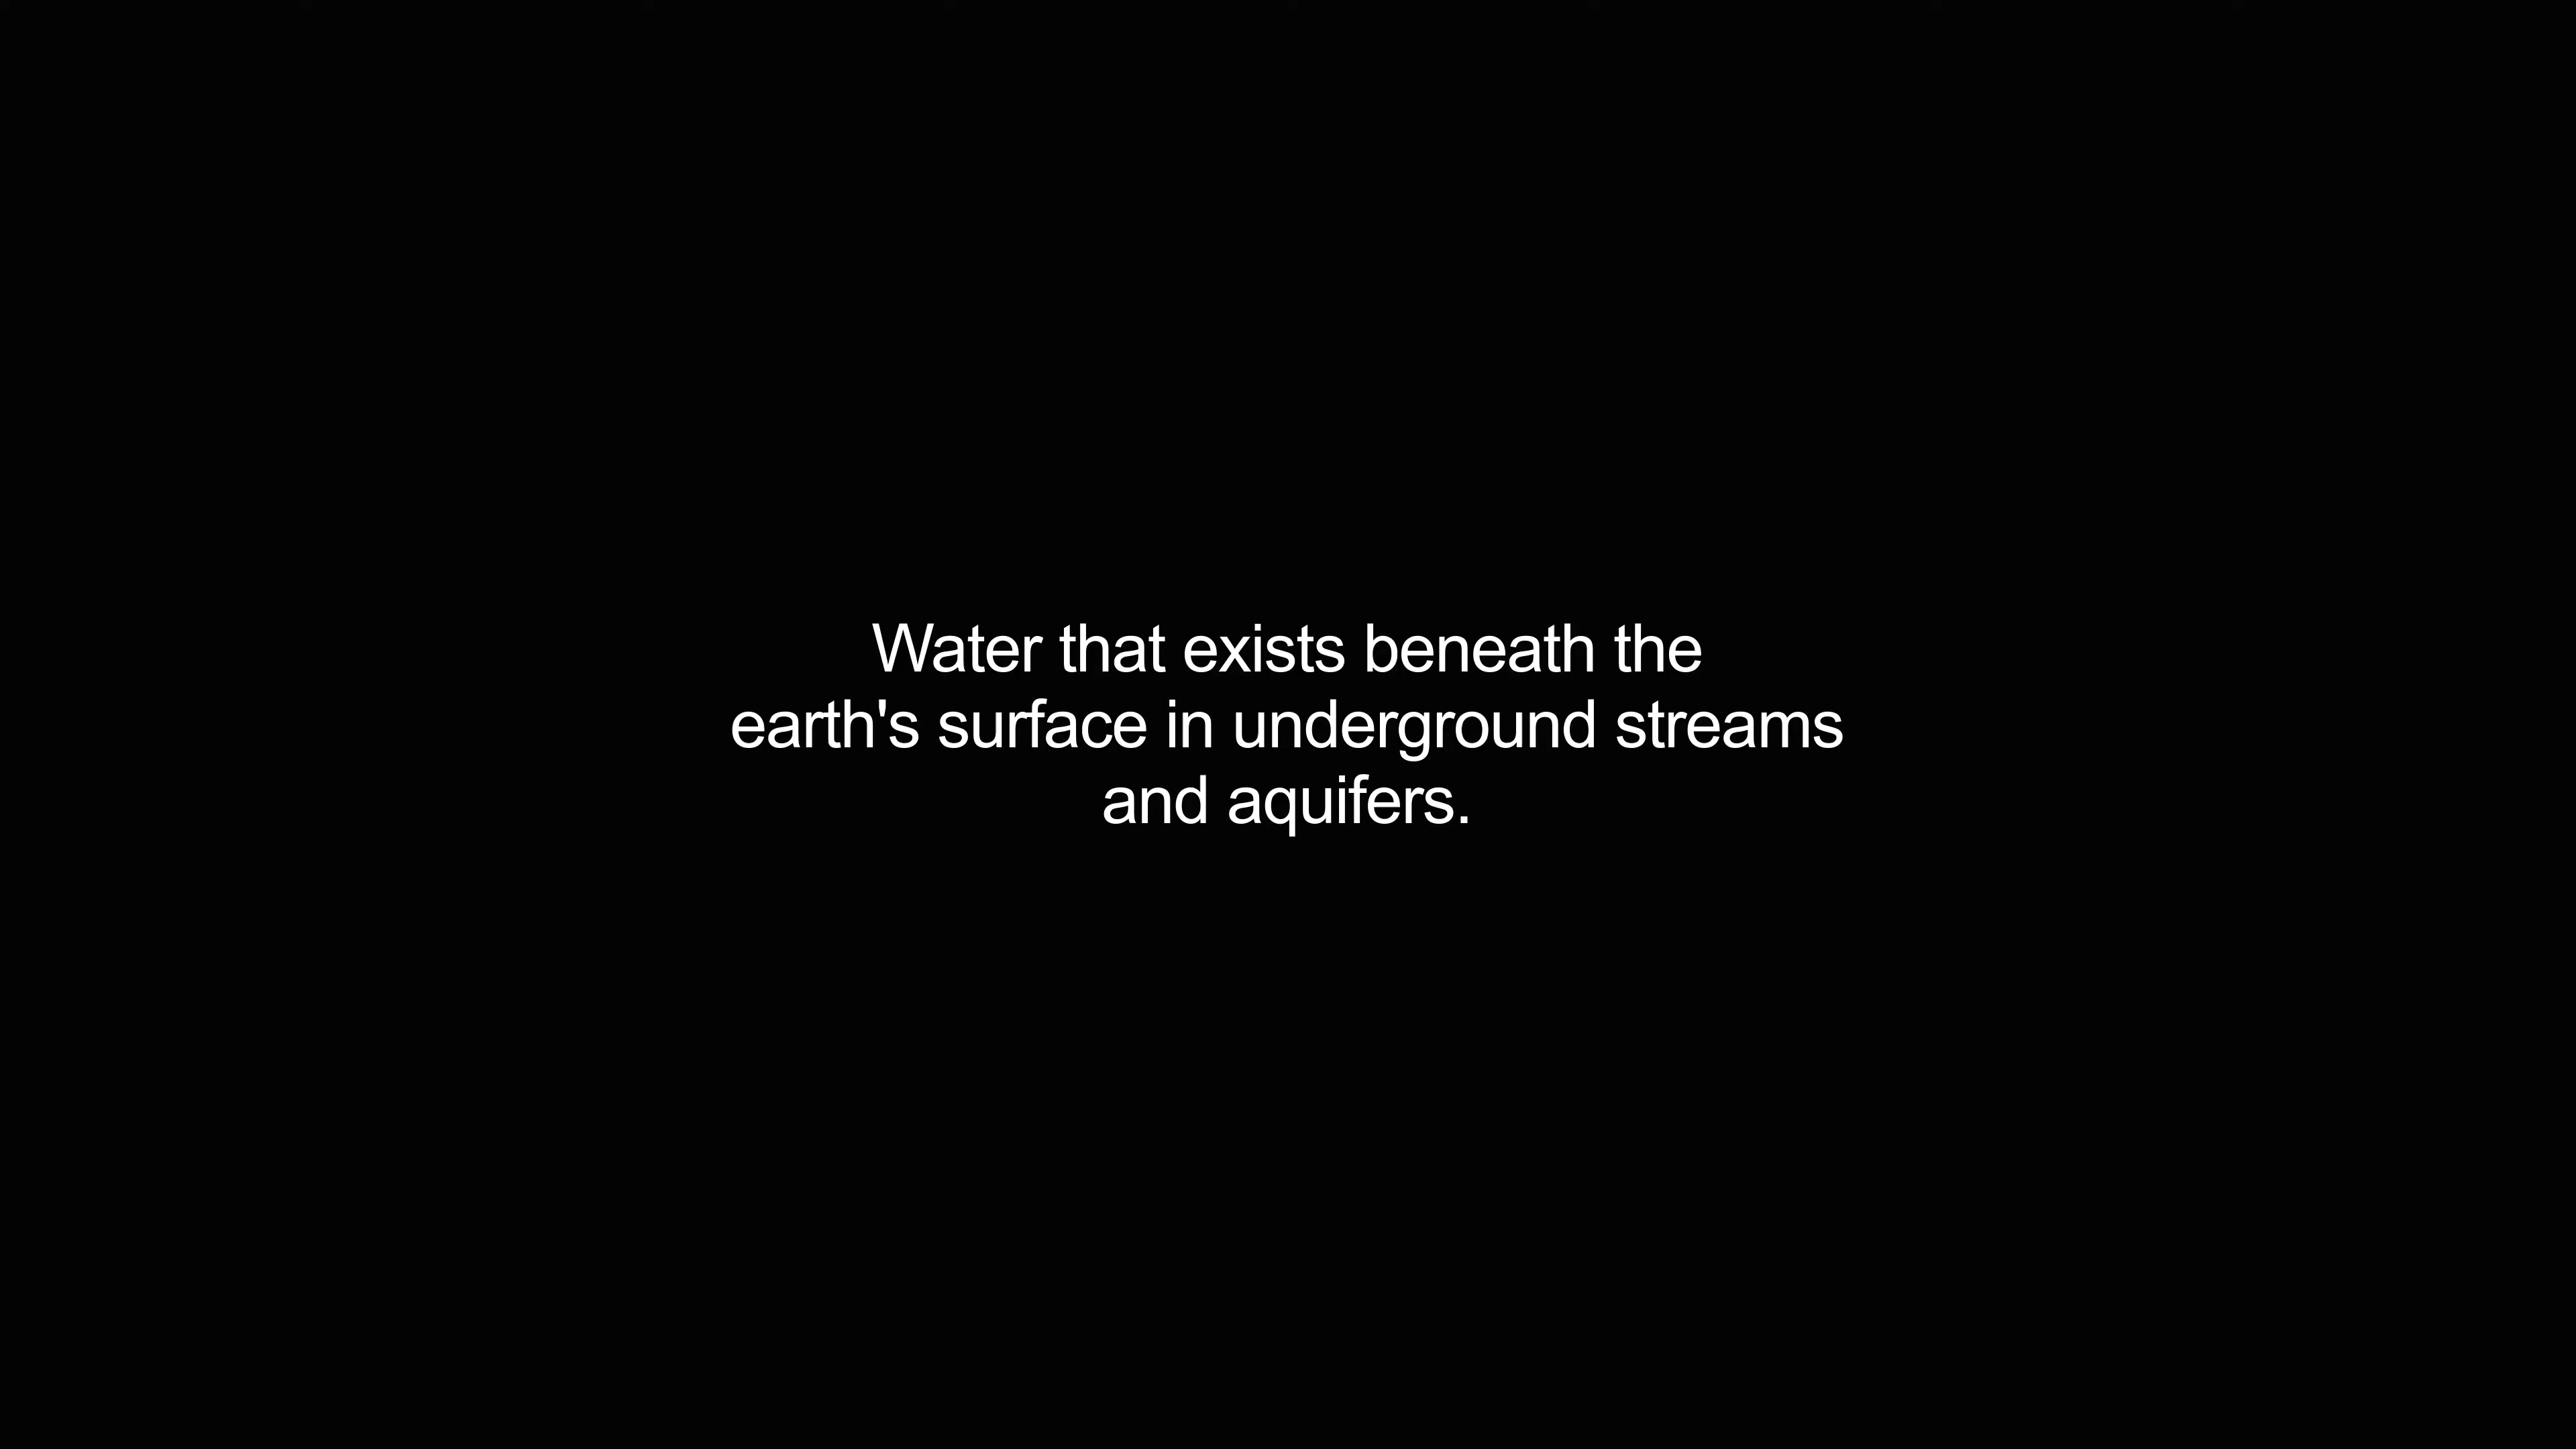 Water that exists beneath the
earth's surface in underground streams
and aquifers.